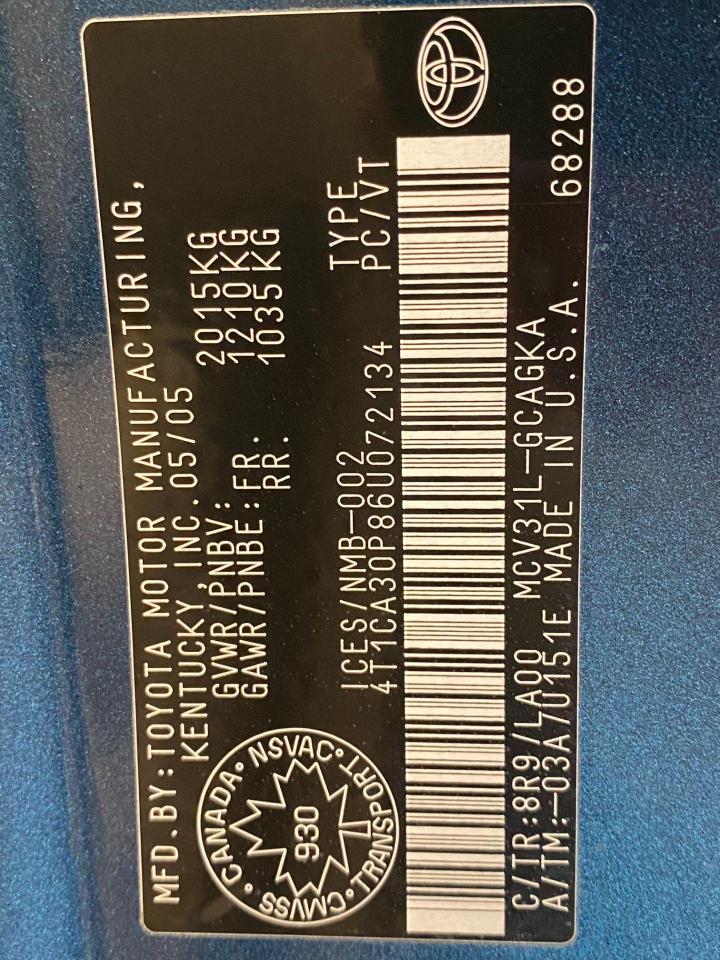 MFD.BY:TOYOTA MOTOR MANUFACTURING,
KENTUCKY,INC.05/05
GVWR/PNBV: 2015KG
GAWR/PNBE:FR. 1210KG
RR. 1035KG
CANADA • NSVAC • TRANSPORT • CMVSS •
930
ICES/NMB-002 TYPE
4T1CA30P86U072134 PC/VT
C/TR:8R9/LA00 MCV31L-GCAGKA
A/TM:-03A/U151E MADE IN U.S.A.
68288